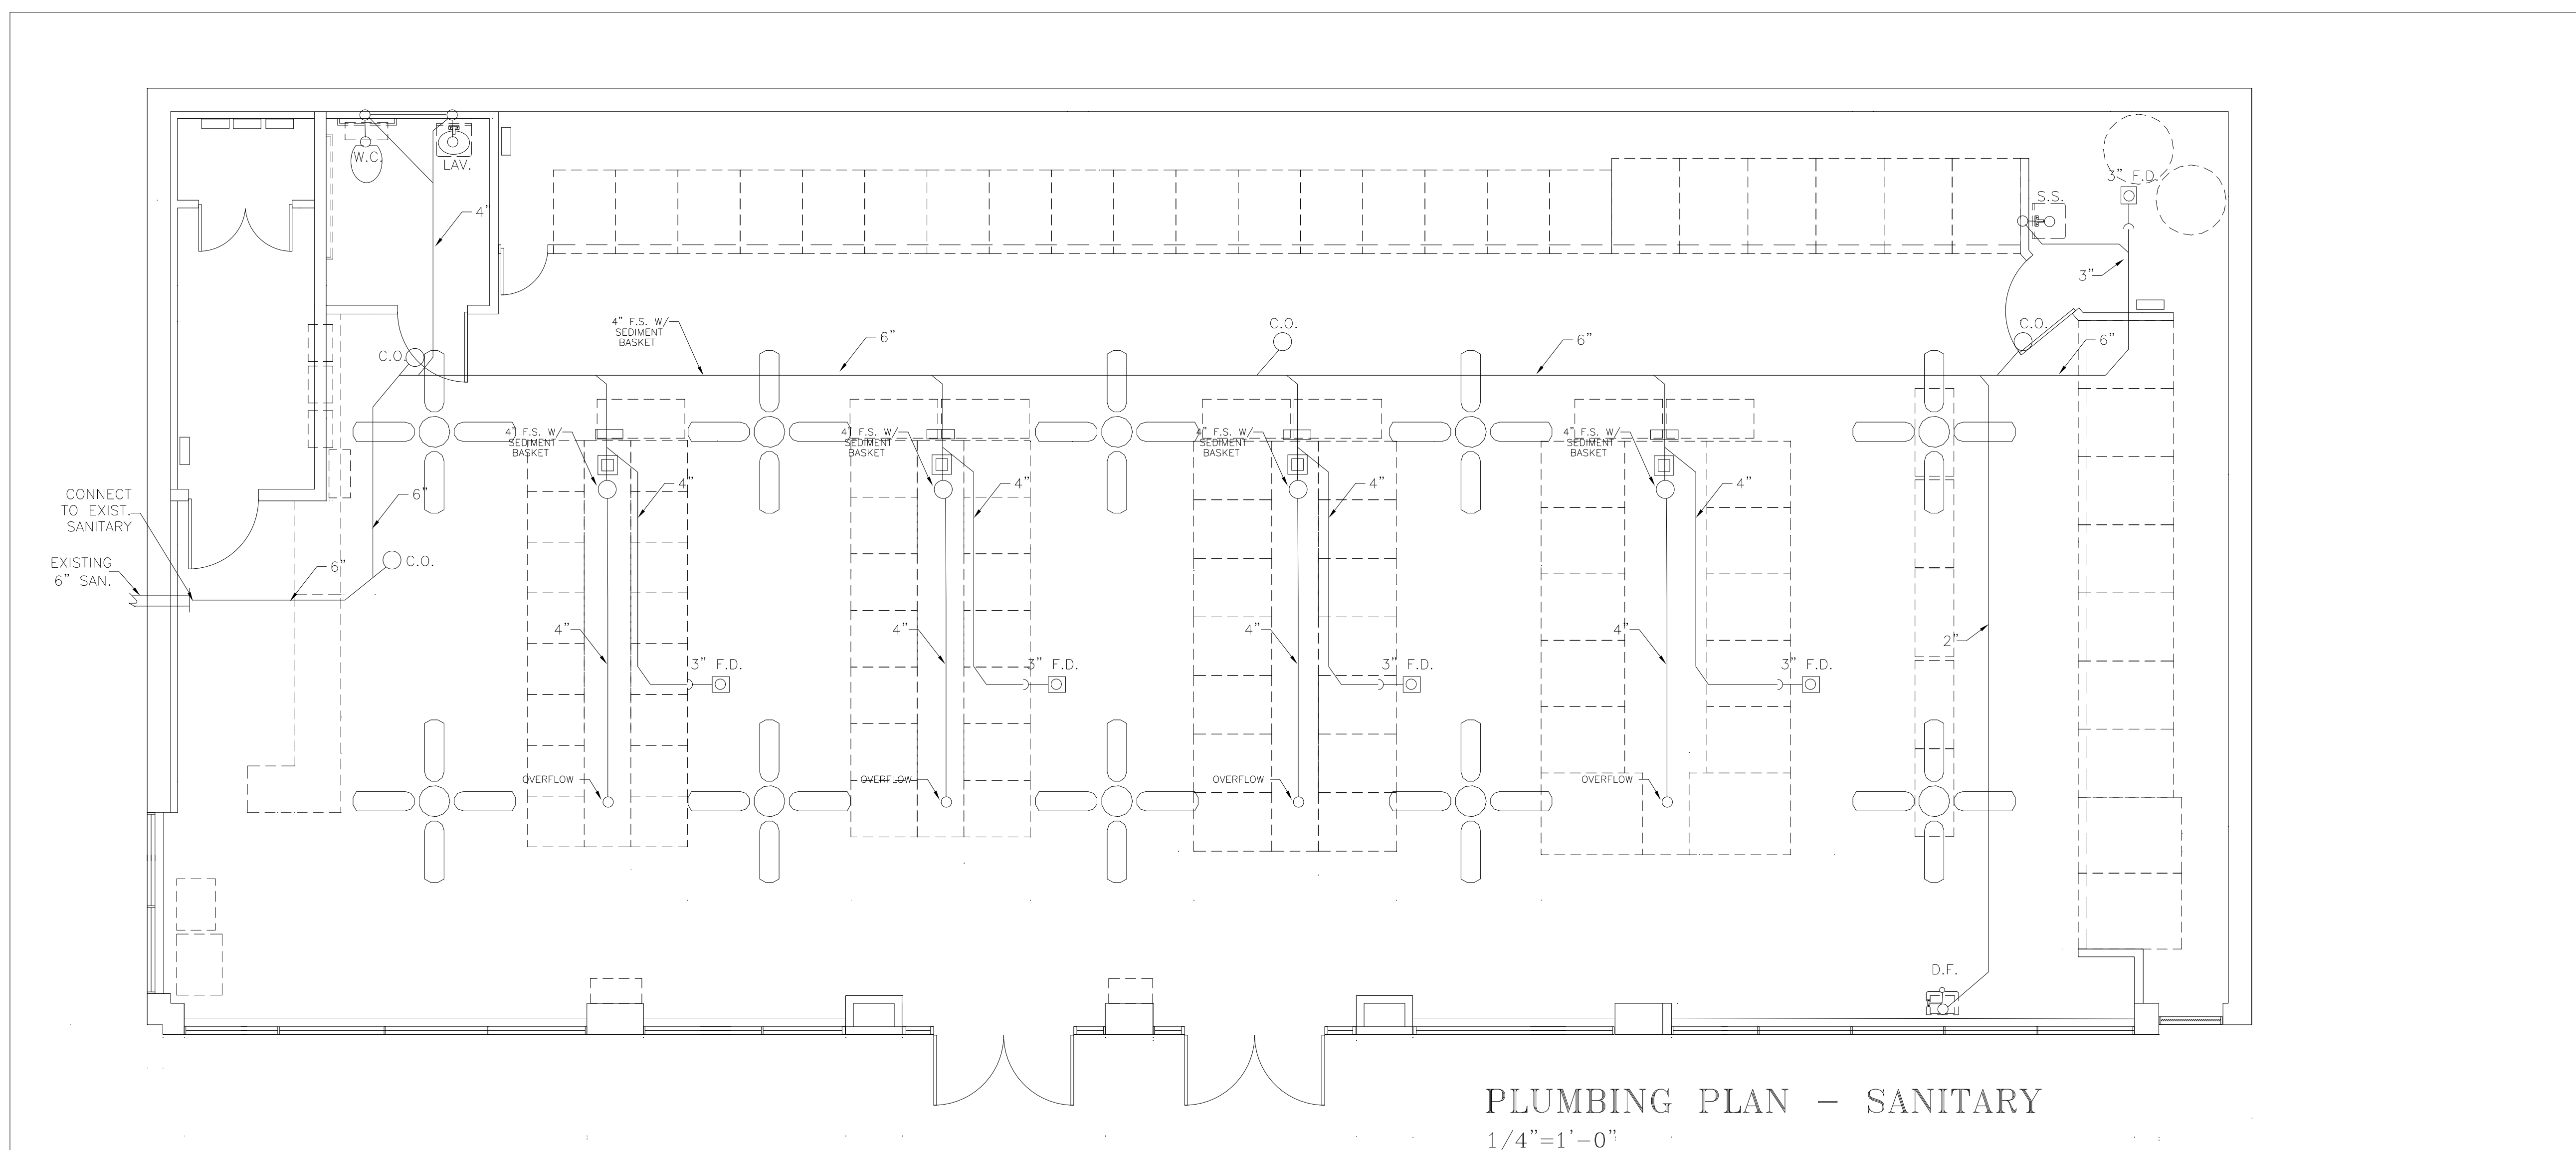 W.C.
LAV.
4"
3" F.D.
S.S.
3"
4" F.S. W/
SEDIMENT
BASKET
6"
C.O.
6"
C.O.
6"
C.O.
4" F.S. W/
SEDIMENT
BASKET
4" F.S. W/
SEDIMENT
BASKET
4" F.S. W/
SEDIMENT
BASKET
4" F.S. W/
SEDIMENT
BASKET
CONNECT
TO EXIST.
SANITARY
6"
4"
4"
4"
4"
EXISTING
6" SAN.
6"
C.O.
4"
4"
4"
4"
2"
3" F.D.
3" F.D.
3" F.D.
3" F.D.
OVERFLOW
OVERFLOW
OVERFLOW
OVERFLOW
D.F.
PLUMBING PLAN - SANITARY
1/4"=1'-0"